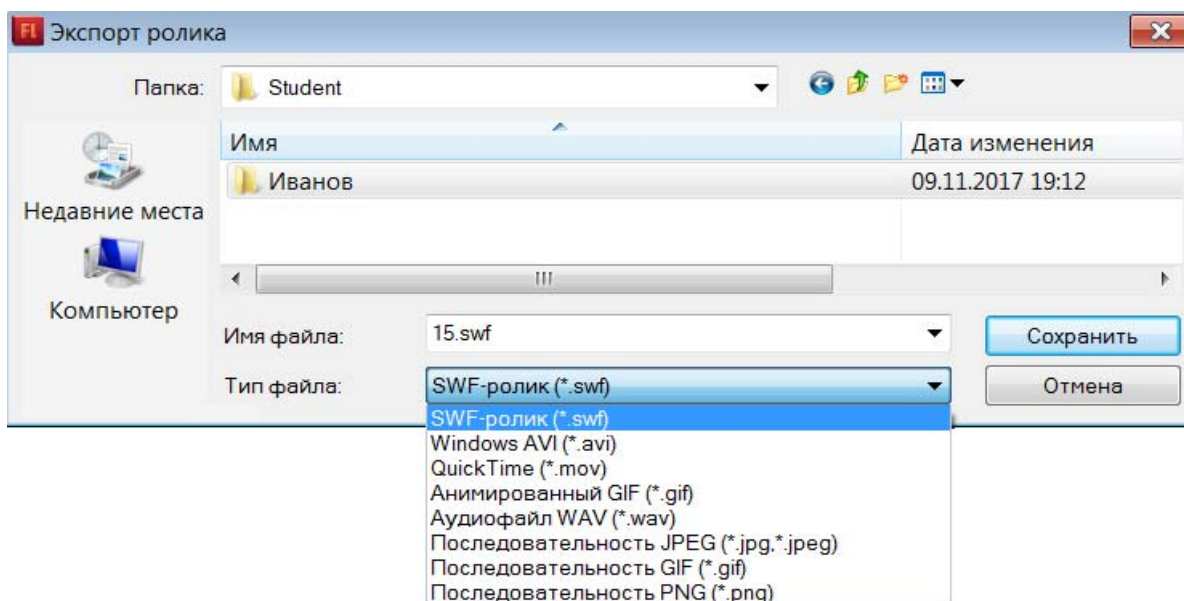 Fl Экспорт ролика
Папка: Student
Имя Дата изменения
Иванов 09.11.2017 19:12
Недавние места
Компьютер
Имя файла: 15.swf Сохранить
Тип файла: SWF-ролик (*.swf) Отмена
SWF-ролик (*.swf)
Windows AVI (*.avi)
QuickTime (*.mov)
Анимированный GIF (*.gif)
Аудиофайл WAV (*.wav)
Последовательность JPEG (*.jpg,*.jpeg)
Последовательность GIF (*.gif)
Последовательность PNG (*.png)